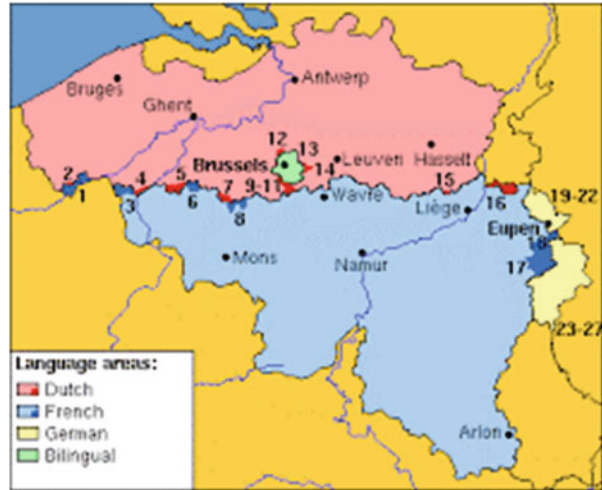 Bruges
Antwerp
Ghent
12
Brussels
13
Leuven
Hasselt
14
2
1
3
4
5
6
7
8
9-
11
Wavre
15
16
19-22
Liège
Eupen
18
17
Mons
Namur
23-27
Arlon
Language areas:
Dutch
French
German
Bilingual